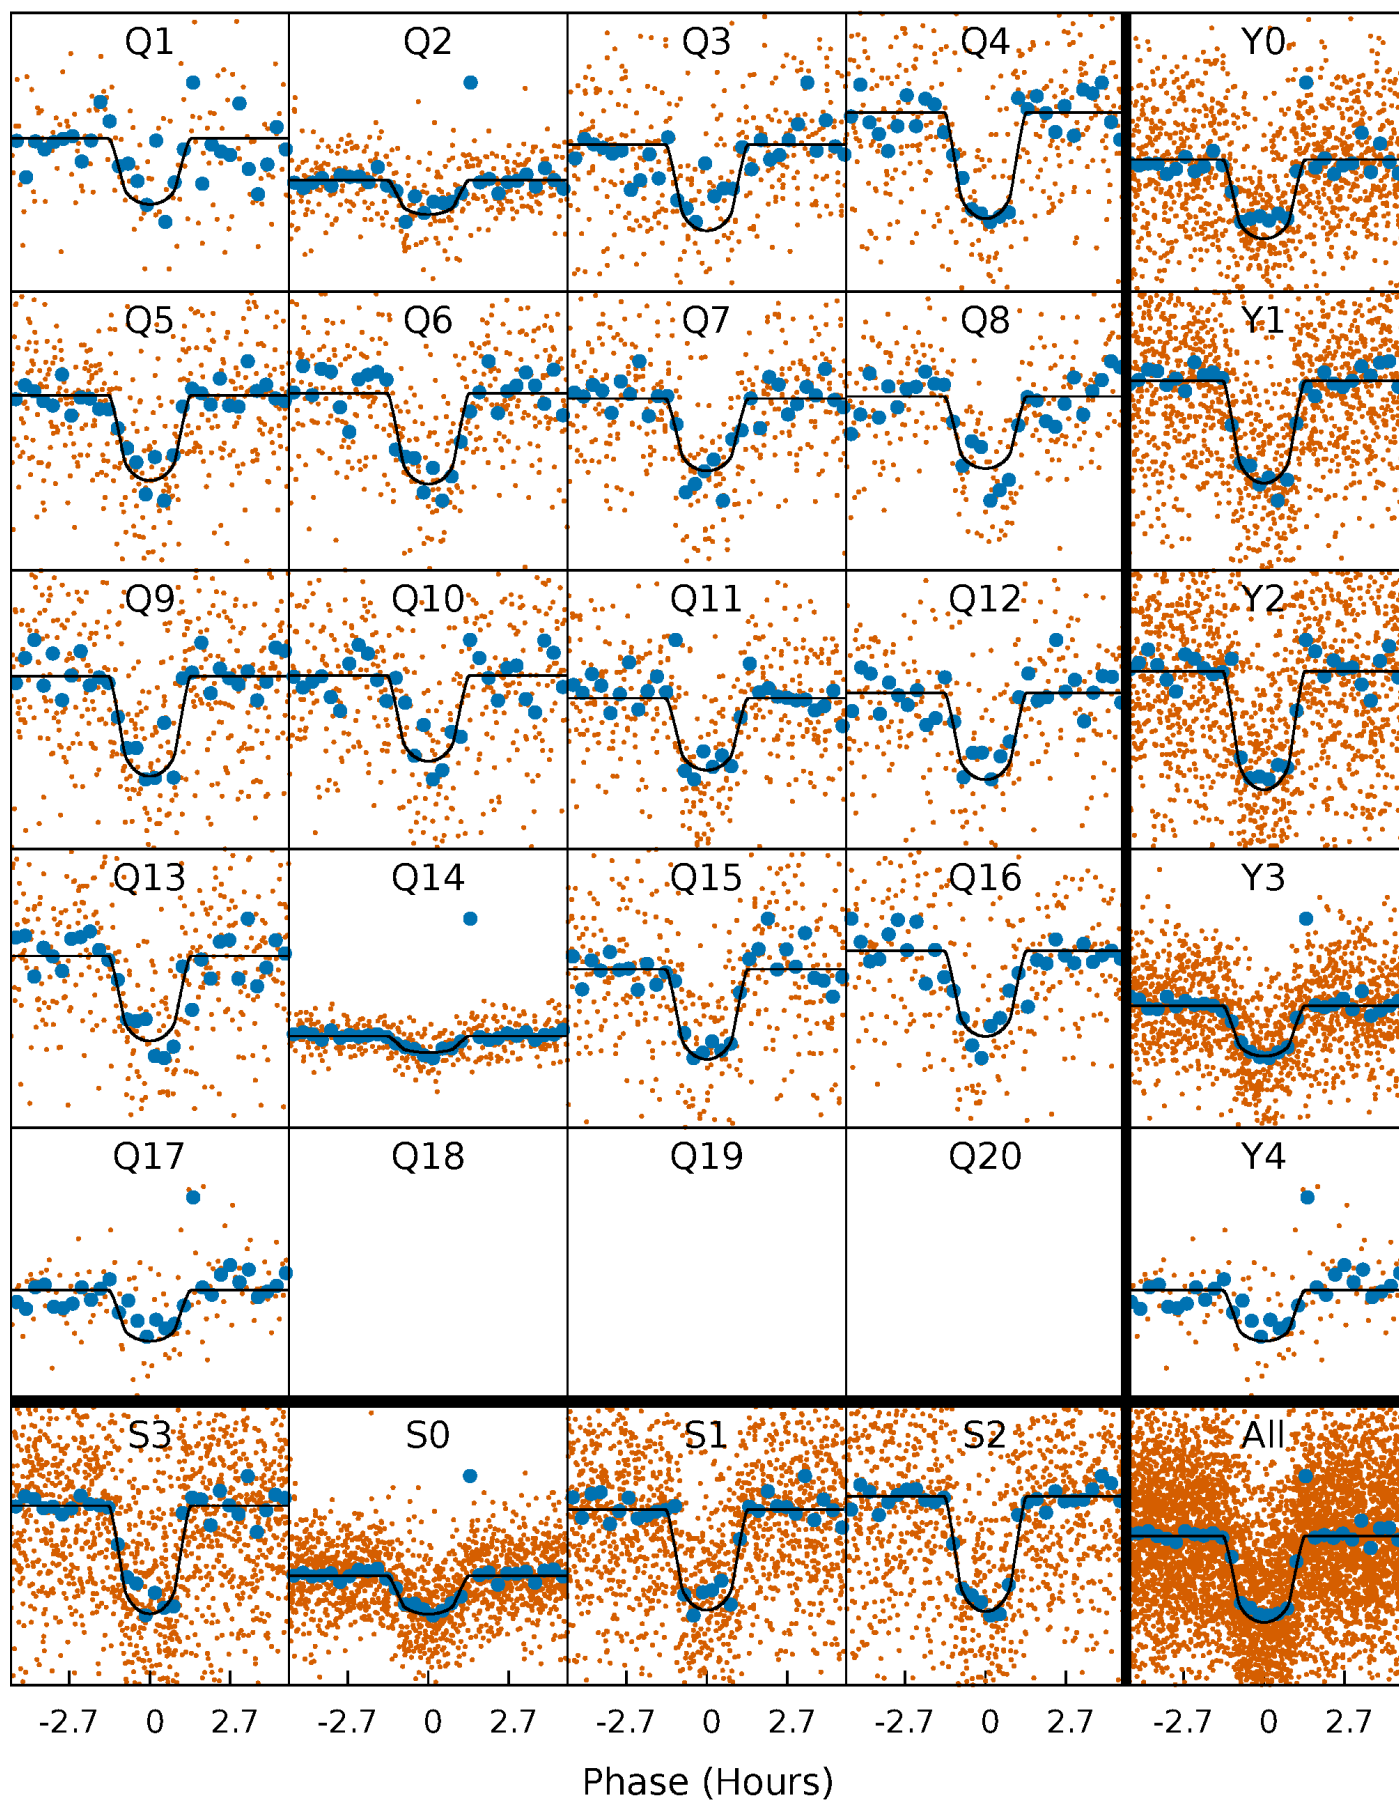 Q1 Q2 Q3 Q4 Y0
Q5 Q6 Q7 Q8 Y1
Q9 Q10 Q11 Q12 Y2
Q13 Q14 Q15 Q16 Y3
Q17 Q18 Q19 Q20 Y4
S3 S0 S1 S2 All
-2.7 0 2.7 -2.7 0 2.7 -2.7 0 2.7 -2.7 0 2.7 -2.7 0 2.7
Phase (Hours)